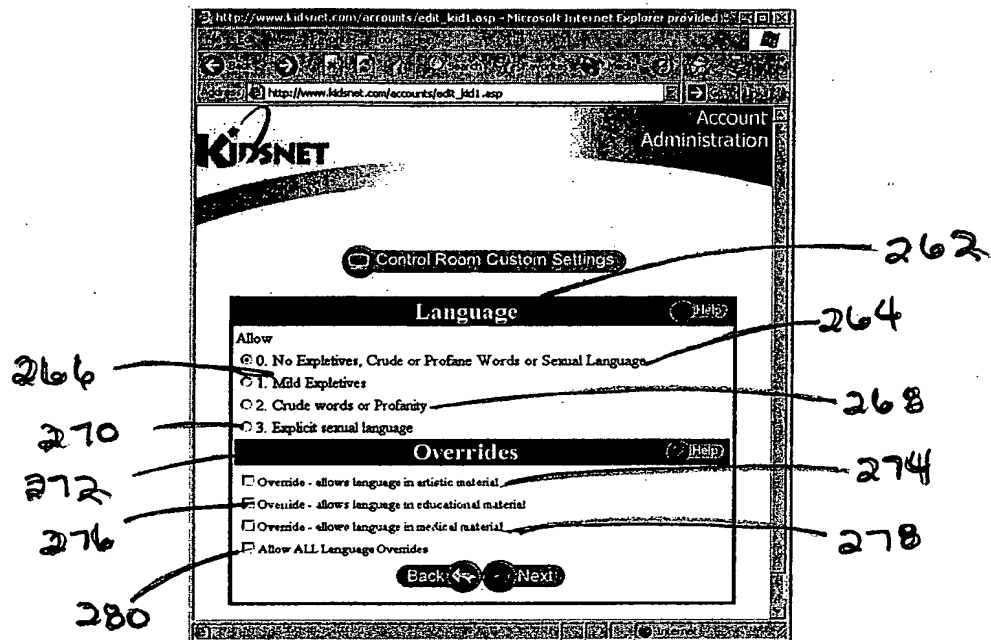 http://www.kidsnet.com/accounts/edit_kid1.asp - Microsoft Internet Explorer provided
Address http://www.kidsnet.com/accounts/edit_kid1.asp
KIDSNET
Account
Administration
Control Room Custom Settings
262
Language Help
264
Allow
0. No Expletives, Crude or Profane Words or Sexual Language
266
1. Mild Expletives
2. Crude words or Profanity
268
270
3. Explicit sexual language
Overrides Help
272
274
Override - allows language in artistic material
276
Override - allows language in educational material
Override - allows language in medical material
278
Allow ALL Language Overrides
280
Back Next
Internet